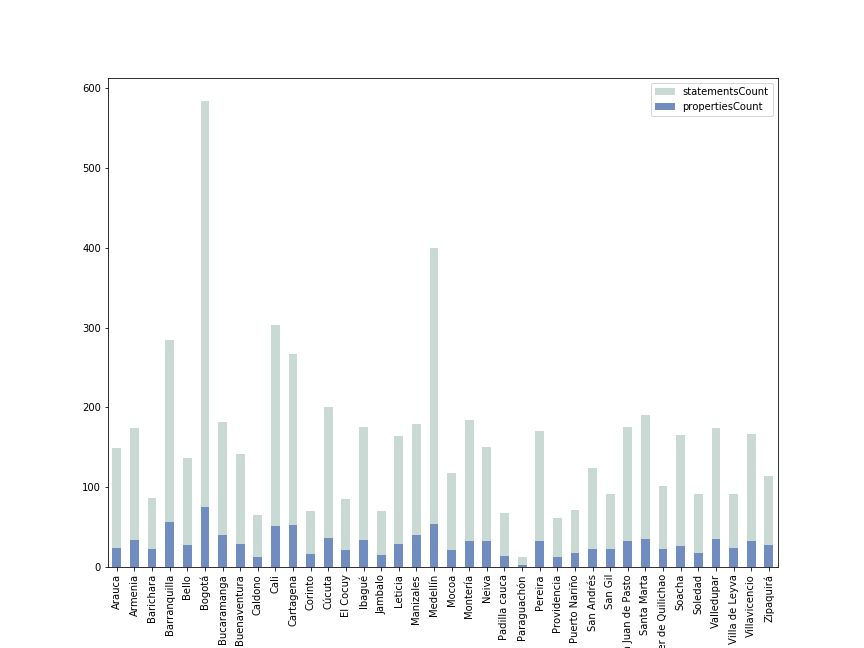 600
500
400
300
200
100
0
statementsCount
propertiesCount
Arauca
Armenia
Barichara
Barranquilla
Bello
Bogotá
Bucaramanga
Buenaventura
Caldono
Cali
Cartagena
Corinto
Cúcuta
El Cocuy
Ibagué
Jambalo
Leticia
Manizales
Medellín
Mocoa
Montería
Neiva
Padilla cauca
Paraguachón
Pereira
Providencia
Puerto Nariño
San Andrés
San Gil
Juan de Pasto
Santa Marta
er de Quilichao
Soacha
Soledad
Valledupar
Villa de Leyva
Villavicencio
Zipaquirá